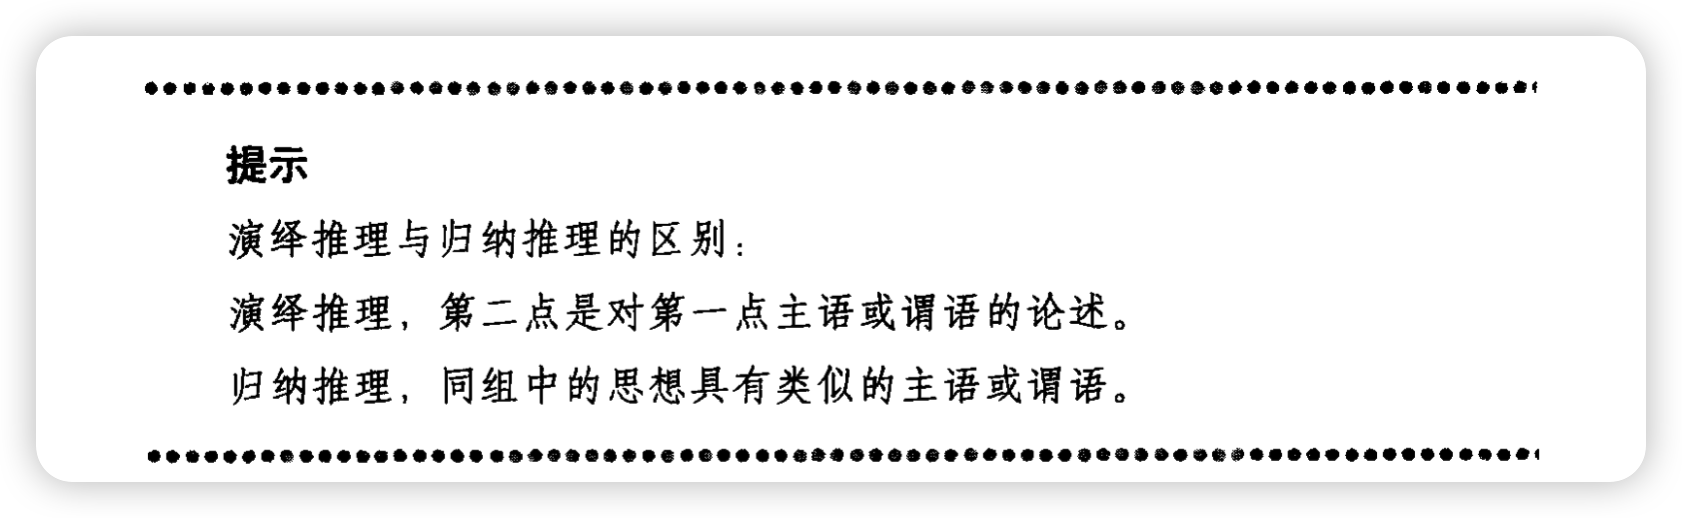 提示
演绎推理与归纳推理的区别：
演绎推理，第二点是对第一点主语或谓语的论述。
归纳推理，同组中的思想具有类似的主语或谓语。